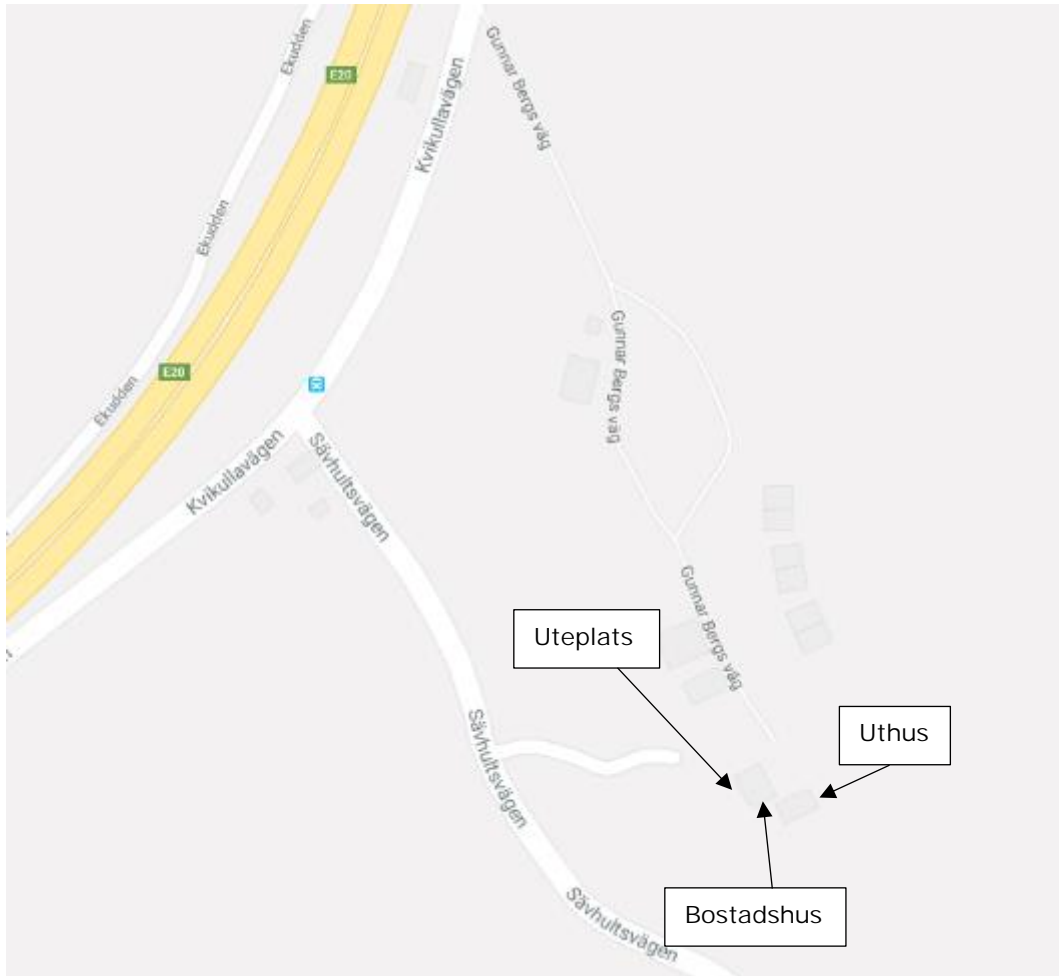 Ekudden
E20
Kvikullavägen
Gunnar Bergs väg
Ekudden
E20
Gunnar Bergs väg
Ekudden
Kvikullavägen
Sävhultsvägen
Gunnar Bergs väg
Uteplats
Uthus
Sävhultsvägen
Bostadshus
Sävhultsvägen